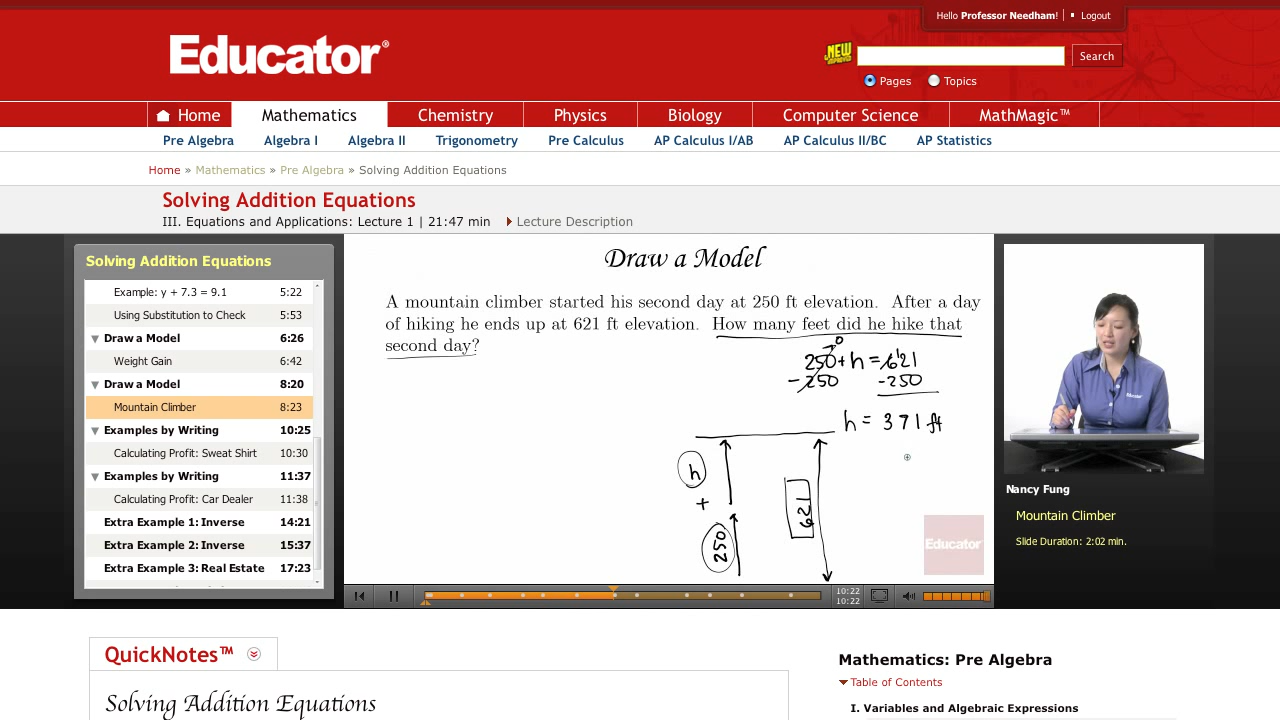 Hello Professor Needham! | ▪ Logout
Educator®
NEW
Search
Pages Topics
Home Mathematics Chemistry Physics Biology Computer Science MathMagic™
Pre Algebra Algebra I Algebra II Trigonometry Pre Calculus AP Calculus I/AB AP Calculus II/BC AP Statistics
Home » Mathematics » Pre Algebra » Solving Addition Equations
Solving Addition Equations
III. Equations and Applications: Lecture 1 | 21:47 min Lecture Description
Solving Addition Equations
Example: y + 7.3 = 9.1 5:22
Using Substitution to Check 5:53
Draw a Model 6:26
Weight Gain 6:42
Draw a Model 8:20
Mountain Climber 8:23
Examples by Writing 10:25
Calculating Profit: Sweat Shirt 10:30
Examples by Writing 11:37
Calculating Profit: Car Dealer 11:38
Extra Example 1: Inverse 14:21
Extra Example 2: Inverse 15:37
Extra Example 3: Real Estate 17:23
Draw a Model
A mountain climber started his second day at 250 ft elevation. After a day
of hiking he ends up at 621 ft elevation. How many feet did he hike that
second day?
0
250 + h = 621
- 250 - 250
h = 371 ft
h
+
250
621
Educator
10:22
10:22
Educator
Nancy Fung
Mountain Climber
Slide Duration: 2:02 min.
QuickNotes™
Solving Addition Equations
Mathematics: Pre Algebra
Table of Contents
I. Variables and Algebraic Expressions